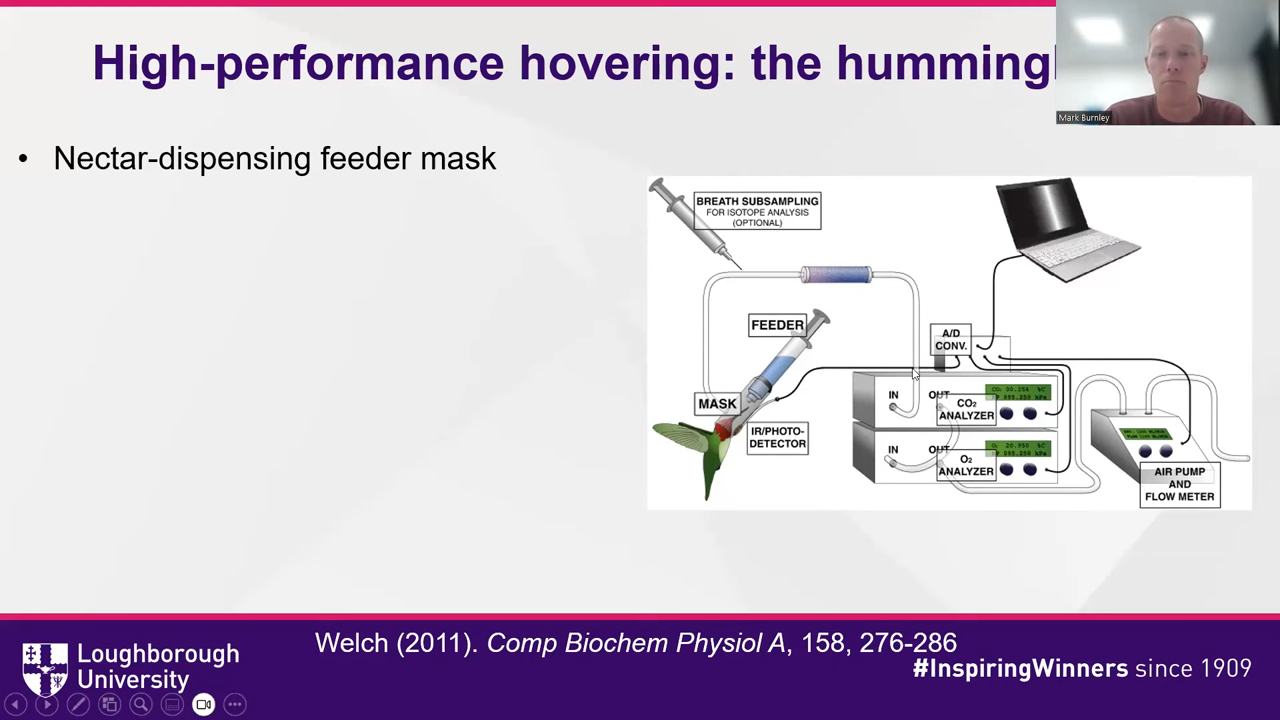 High-performance hovering: the humming
Mark Burnley
• Nectar-dispensing feeder mask
BREATH SUBSAMPLING
FOR ISOTOPE ANALYSIS
(OPTIONAL)
FEEDER
A/D
CONV.
MASK
IR/PHOTO-
DETECTOR
IN
OUT
CO2
ANALYZER
IN
OUT
O2
ANALYZER
AIR PUMP
AND
FLOW METER
Welch (2011). Comp Biochem Physiol A, 158, 276-286
Loughborough
University
#InspiringWinners since 1909